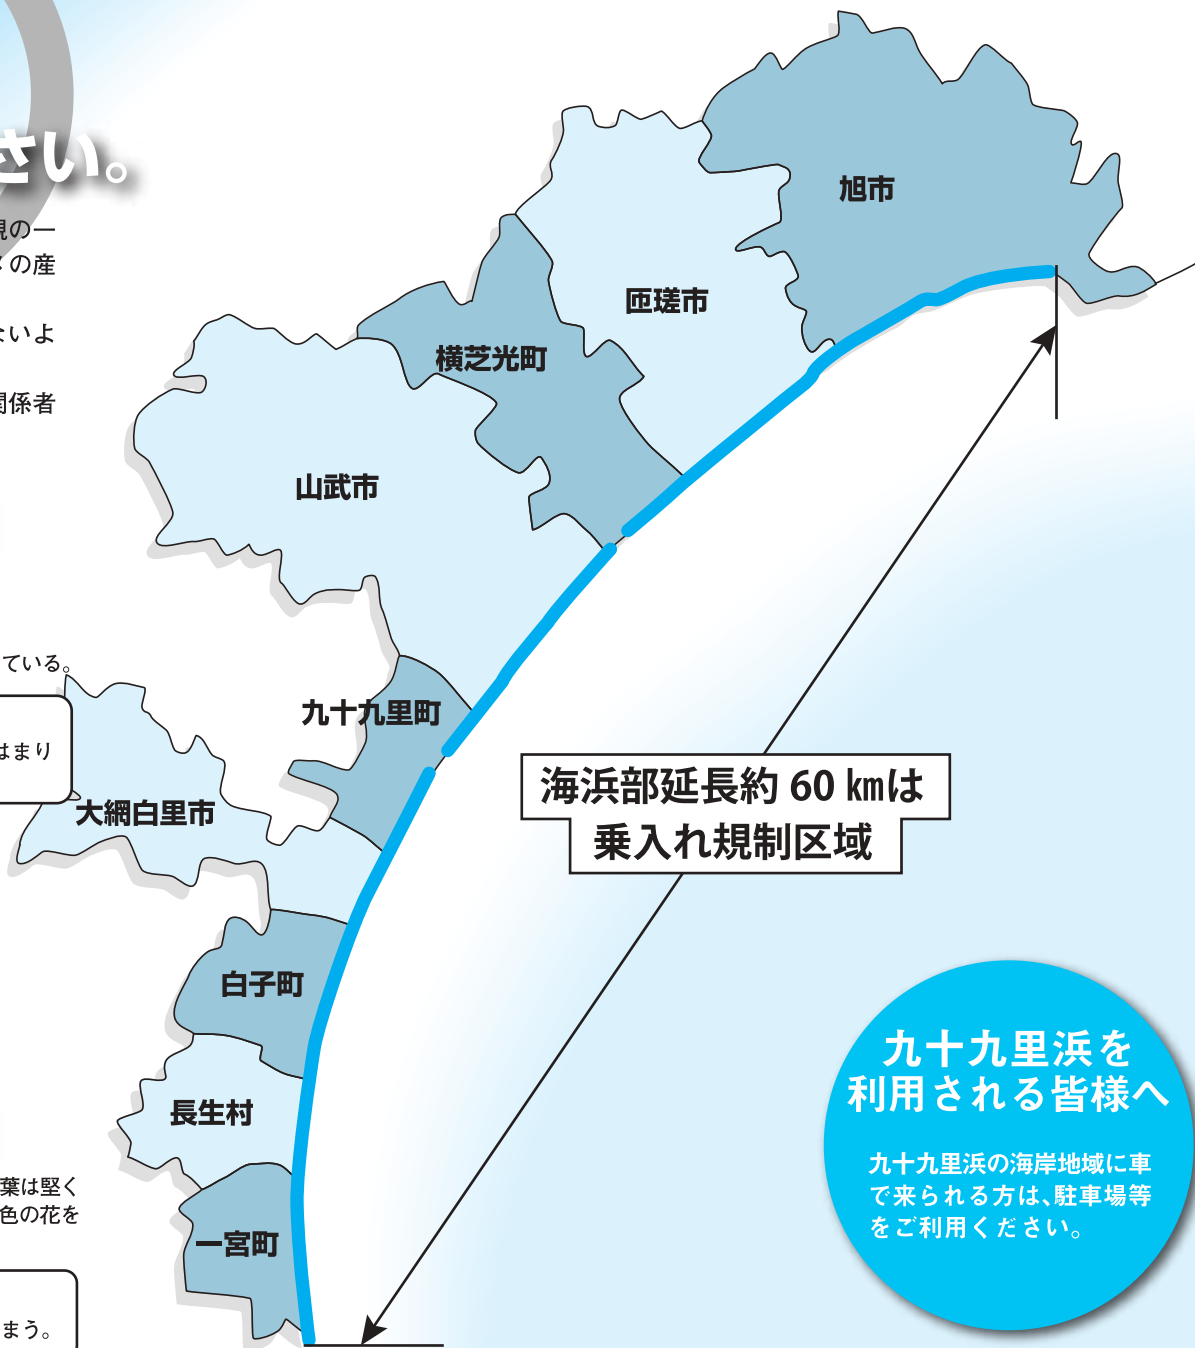 さい。
観の一
の産
ないよ
関係者
ている。
はまり
葉は堅く
色の花を
まう。
旭市
匝瑳市
横芝光町
山武市
九十九里町
大網白里市
白子町
長生村
一宮町
海浜部延長約 60 ㎞は
乗入れ規制区域
九十九里浜を
利用される皆様へ
九十九里浜の海岸地域に車
で来られる方は、駐車場等
をご利用ください。